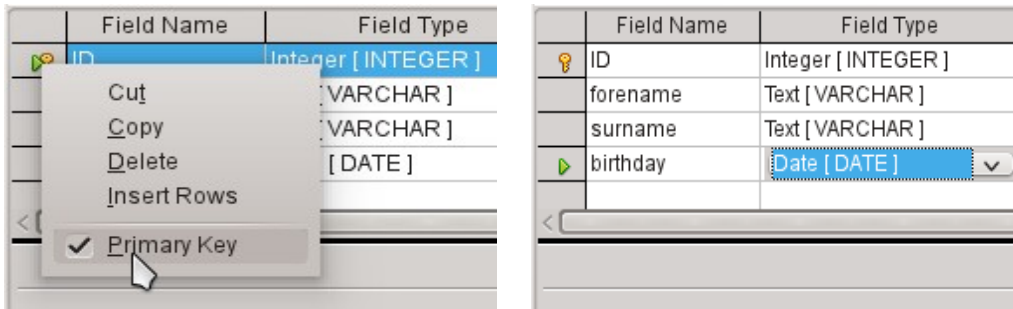 Field Name Field Type
ID Integer [ INTEGER ]
Cut [ VARCHAR ]
Copy [ VARCHAR ]
Delete [ DATE ]
Insert Rows
Primary Key
Field Name Field Type
ID Integer [ INTEGER ]
forename Text [ VARCHAR ]
surname Text [ VARCHAR ]
birthday Date [ DATE ]